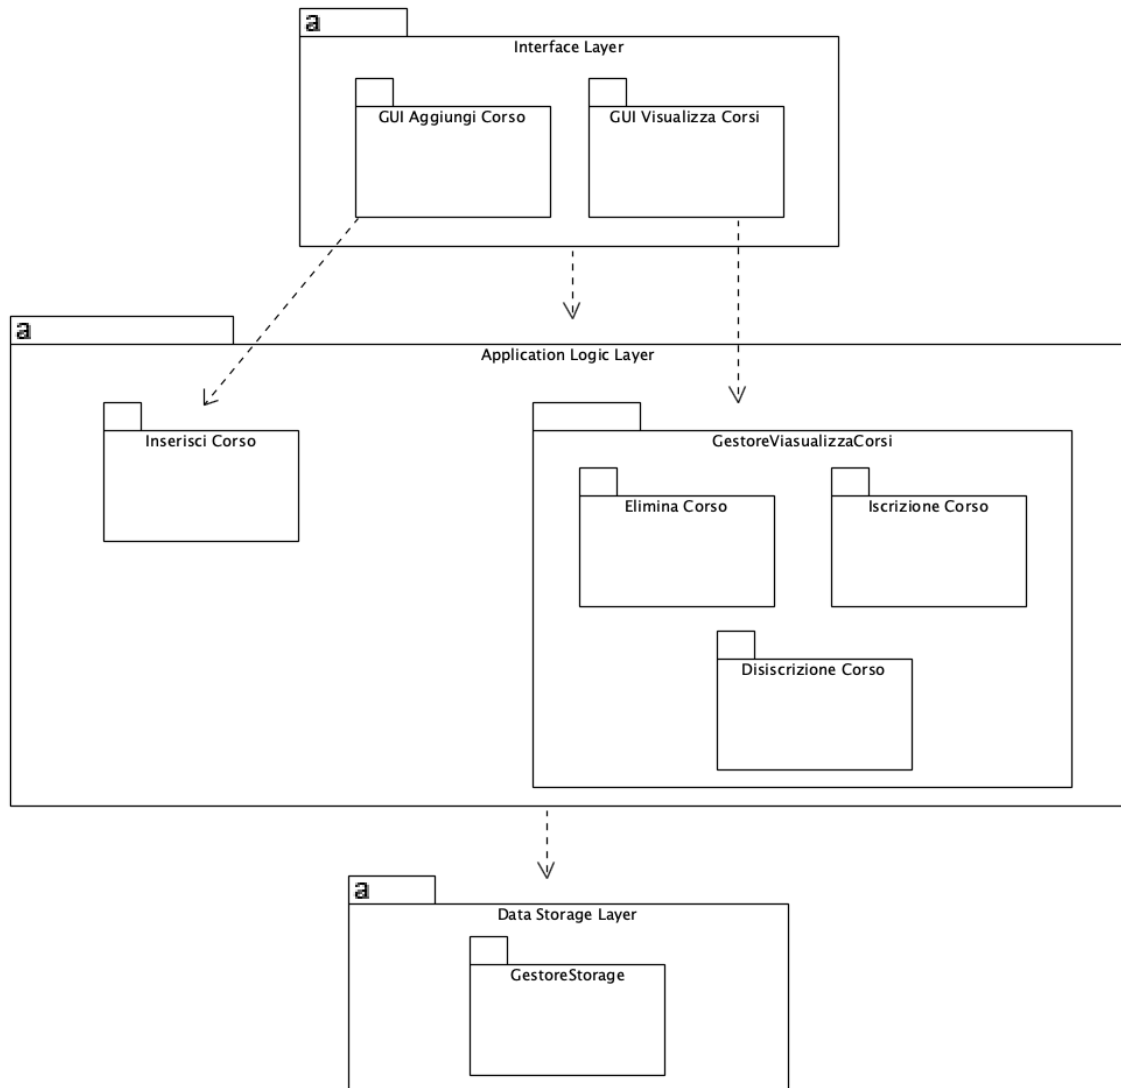 a
Interface Layer
GUI Aggiungi Corso
GUI Visualizza Corsi
a
Application Logic Layer
Inserisci Corso
GestoreViasualizzaCorsi
Elimina Corso
Iscrizione Corso
Disiscrizione Corso
a
Data Storage Layer
GestoreStorage